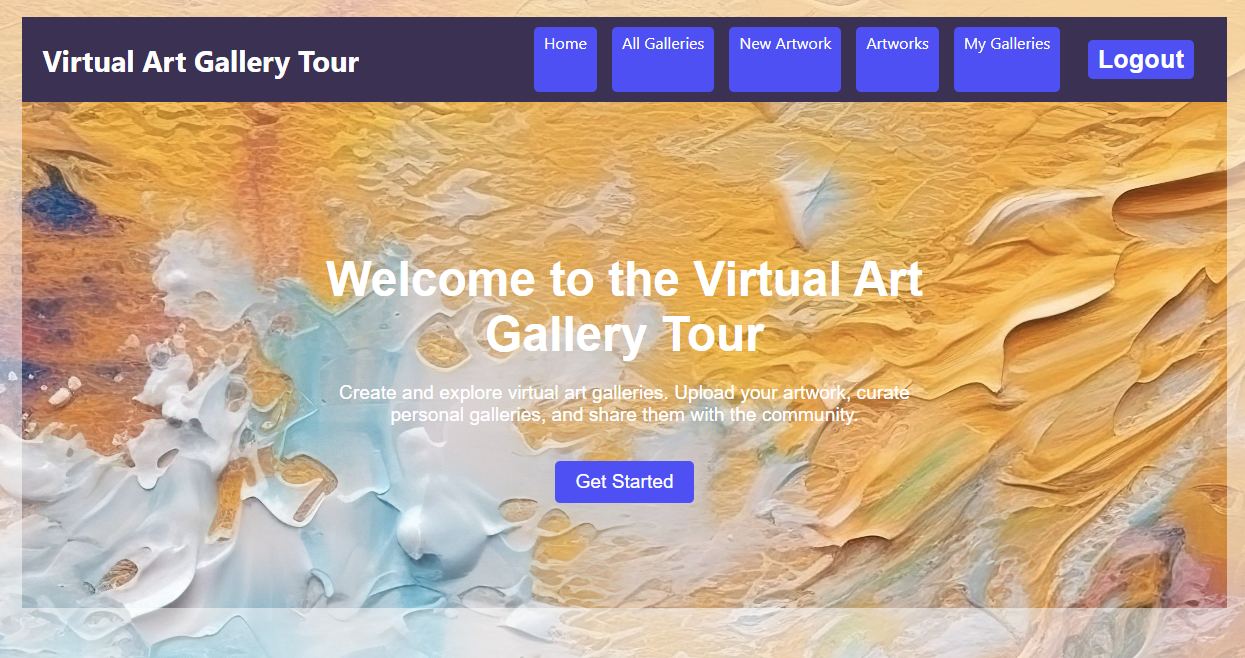 Virtual Art Gallery Tour
Home
All Galleries
New Artwork
Artworks
My Galleries
Logout
Welcome to the Virtual Art
Gallery Tour
Create and explore virtual art galleries. Upload your artwork, curate
personal galleries, and share them with the community.
Get Started